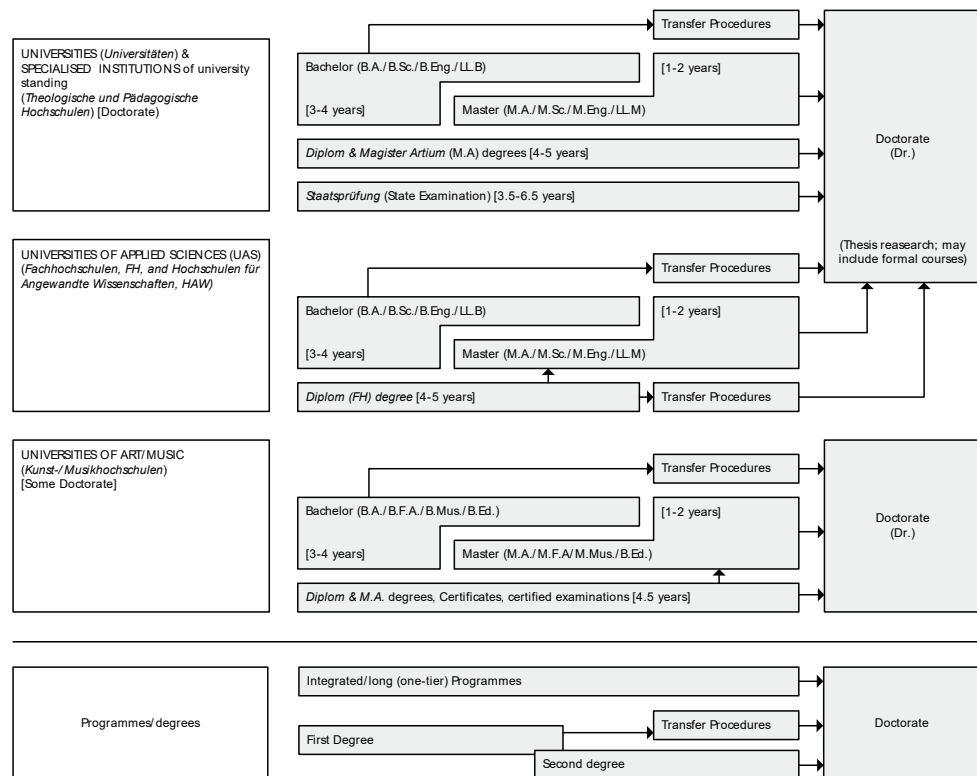 Transfer Procedures
UNIVERSITIES (Universitäten) &
SPECIALISED INSTITUTIONS of university
standing
(Theologische und Pädagogische
Hochschulen) [Doctorate)
Bachelor (B.A./B.Sc./B.Eng./LL.B)
[1-2 years]
[3-4 years]
Master (M.A./M.Sc./M.Eng./LL.M)
Diplom & Magister Artium (M.A) degrees [4-5 years]
Staatsprüfung (State Examination) [3.5-6.5 years]
Doctorate
(Dr.)
(Thesis reasearch; may
include formal courses)
UNIVERSITIES OF APPLIED SCIENCES (UAS)
(Fachhochschulen, FH, and Hochschulen für
Angewandte Wissenschaften, HAW)
Transfer Procedures
Bachelor (B.A./B.Sc./B.Eng./LL.B)
[1-2 years]
[3-4 years]
Master (M.A./M.Sc./M.Eng./LL.M)
Diplom (FH) degree [4-5 years]
Transfer Procedures
UNIVERSITIES OF ART/MUSIC
(Kunst-/Musikhochschulen)
[Some Doctorate]
Transfer Procedures
Bachelor (B.A./B.F.A./B.Mus./B.Ed.)
[1-2 years]
[3-4 years]
Master (M.A./M.F.A/M.Mus./B.Ed.)
Diplom & M.A. degrees, Certificates, certified examinations [4.5 years]
Doctorate
(Dr.)
Programmes/degrees
Integrated/long (one-tier) Programmes
Transfer Procedures
First Degree
Second degree
Doctorate